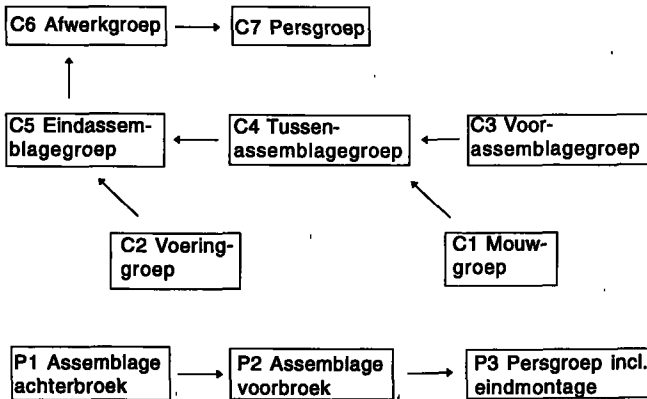 C6 Afwerkgroep
C7 Persgroep
C5 Eindassem-
blagegroep
C4 Tussen-
assemblagegroep
C3 Voor-
assemblagegroep
C2 Voering-
groep
C1 Mouw-
groep
P1 Assemblage
achterbroek
P2 Assemblage
voorbroek
P3 Persgroep incl.
eindmontage